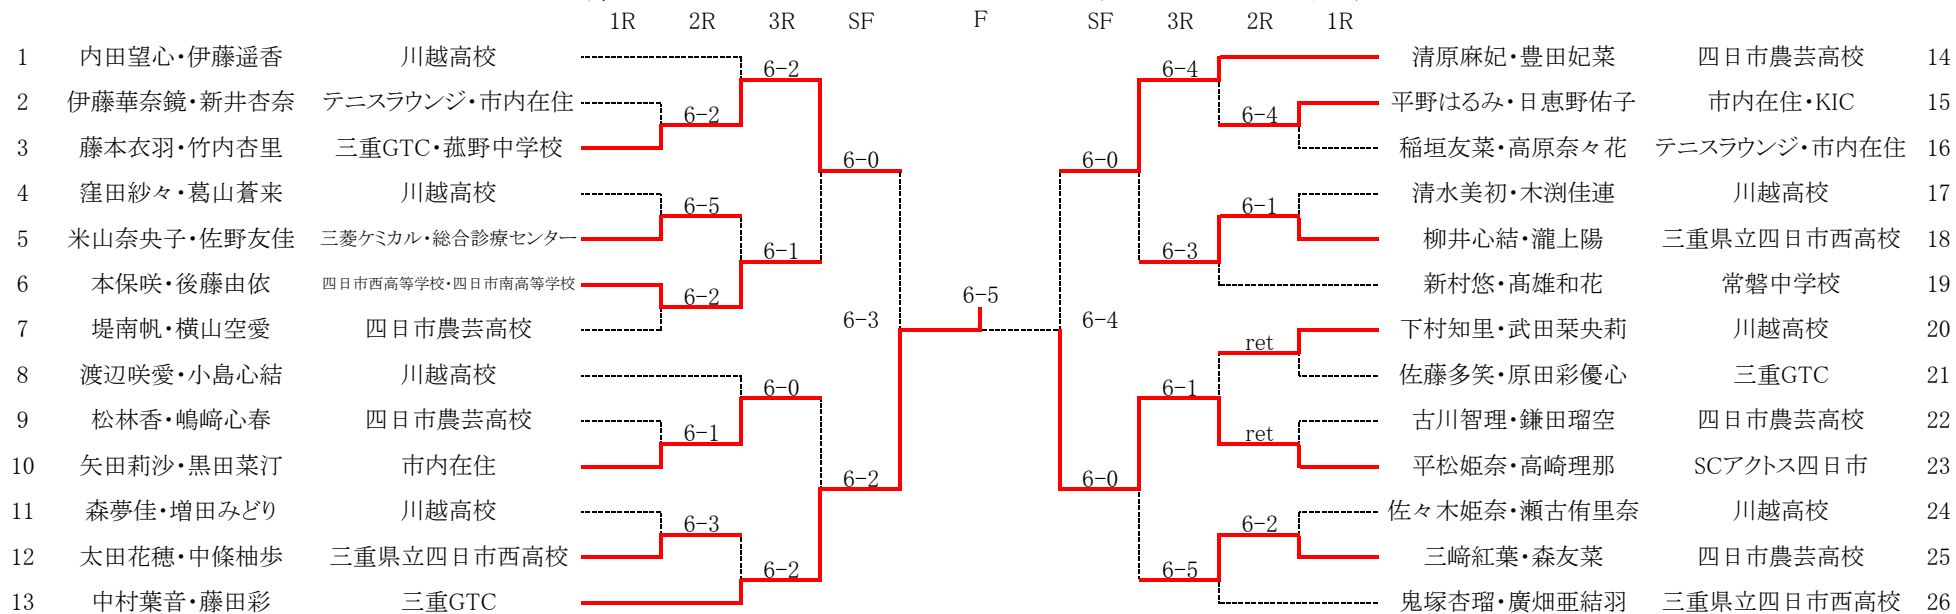 1R 2R 3R SF F SF 3R 2R 1R
1 内田望心・伊藤遥香 川越高校 清原麻妃・豊田妃菜 四日市農芸高校 14
6-2 6-4
2 伊藤華奈鏡・新井杏奈 テニスラウンジ・市内在住 平野はるみ・日恵野佑子 市内在住・KIC 15
6-2 6-4
3 藤本衣羽・竹内杏里 三重GTC・菰野中学校 稲垣友菜・高原奈々花 テニスラウンジ・市内在住 16
6-0 6-0
4 窪田紗々・葛山蒼来 川越高校 清水美初・木渕佳連 川越高校 17
6-5 6-1
5 米山奈央子・佐野友佳 三菱ケミカル・総合診療センター 柳井心結・瀧上陽 三重県立四日市西高校 18
6-1 6-3
6 本保咲・後藤由依 四日市西高等学校・四日市南高等学校 新村悠・髙雄和花 常磐中学校 19
6-2 6-5
7 堤南帆・横山空愛 四日市農芸高校 6-3 6-4 下村知里・武田栞央莉 川越高校 20
ret
8 渡辺咲愛・小島心結 川越高校 佐藤多笑・原田彩優心 三重GTC 21
6-0 6-1
9 松林香・嶋﨑心春 四日市農芸高校 古川智理・鎌田瑠空 四日市農芸高校 22
6-1 ret
10 矢田莉沙・黒田菜汀 市内在住 平松姫奈・高崎理那 SCアクトス四日市 23
6-2 6-0
11 森夢佳・増田みどり 川越高校 佐々木姫奈・瀬古侑里奈 川越高校 24
6-3 6-2
12 太田花穂・中條柚歩 三重県立四日市西高校 三﨑紅葉・森友菜 四日市農芸高校 25
6-2 6-5
13 中村葉音・藤田彩 三重GTC 鬼塚杏瑠・廣畑亜結羽 三重県立四日市西高校 26